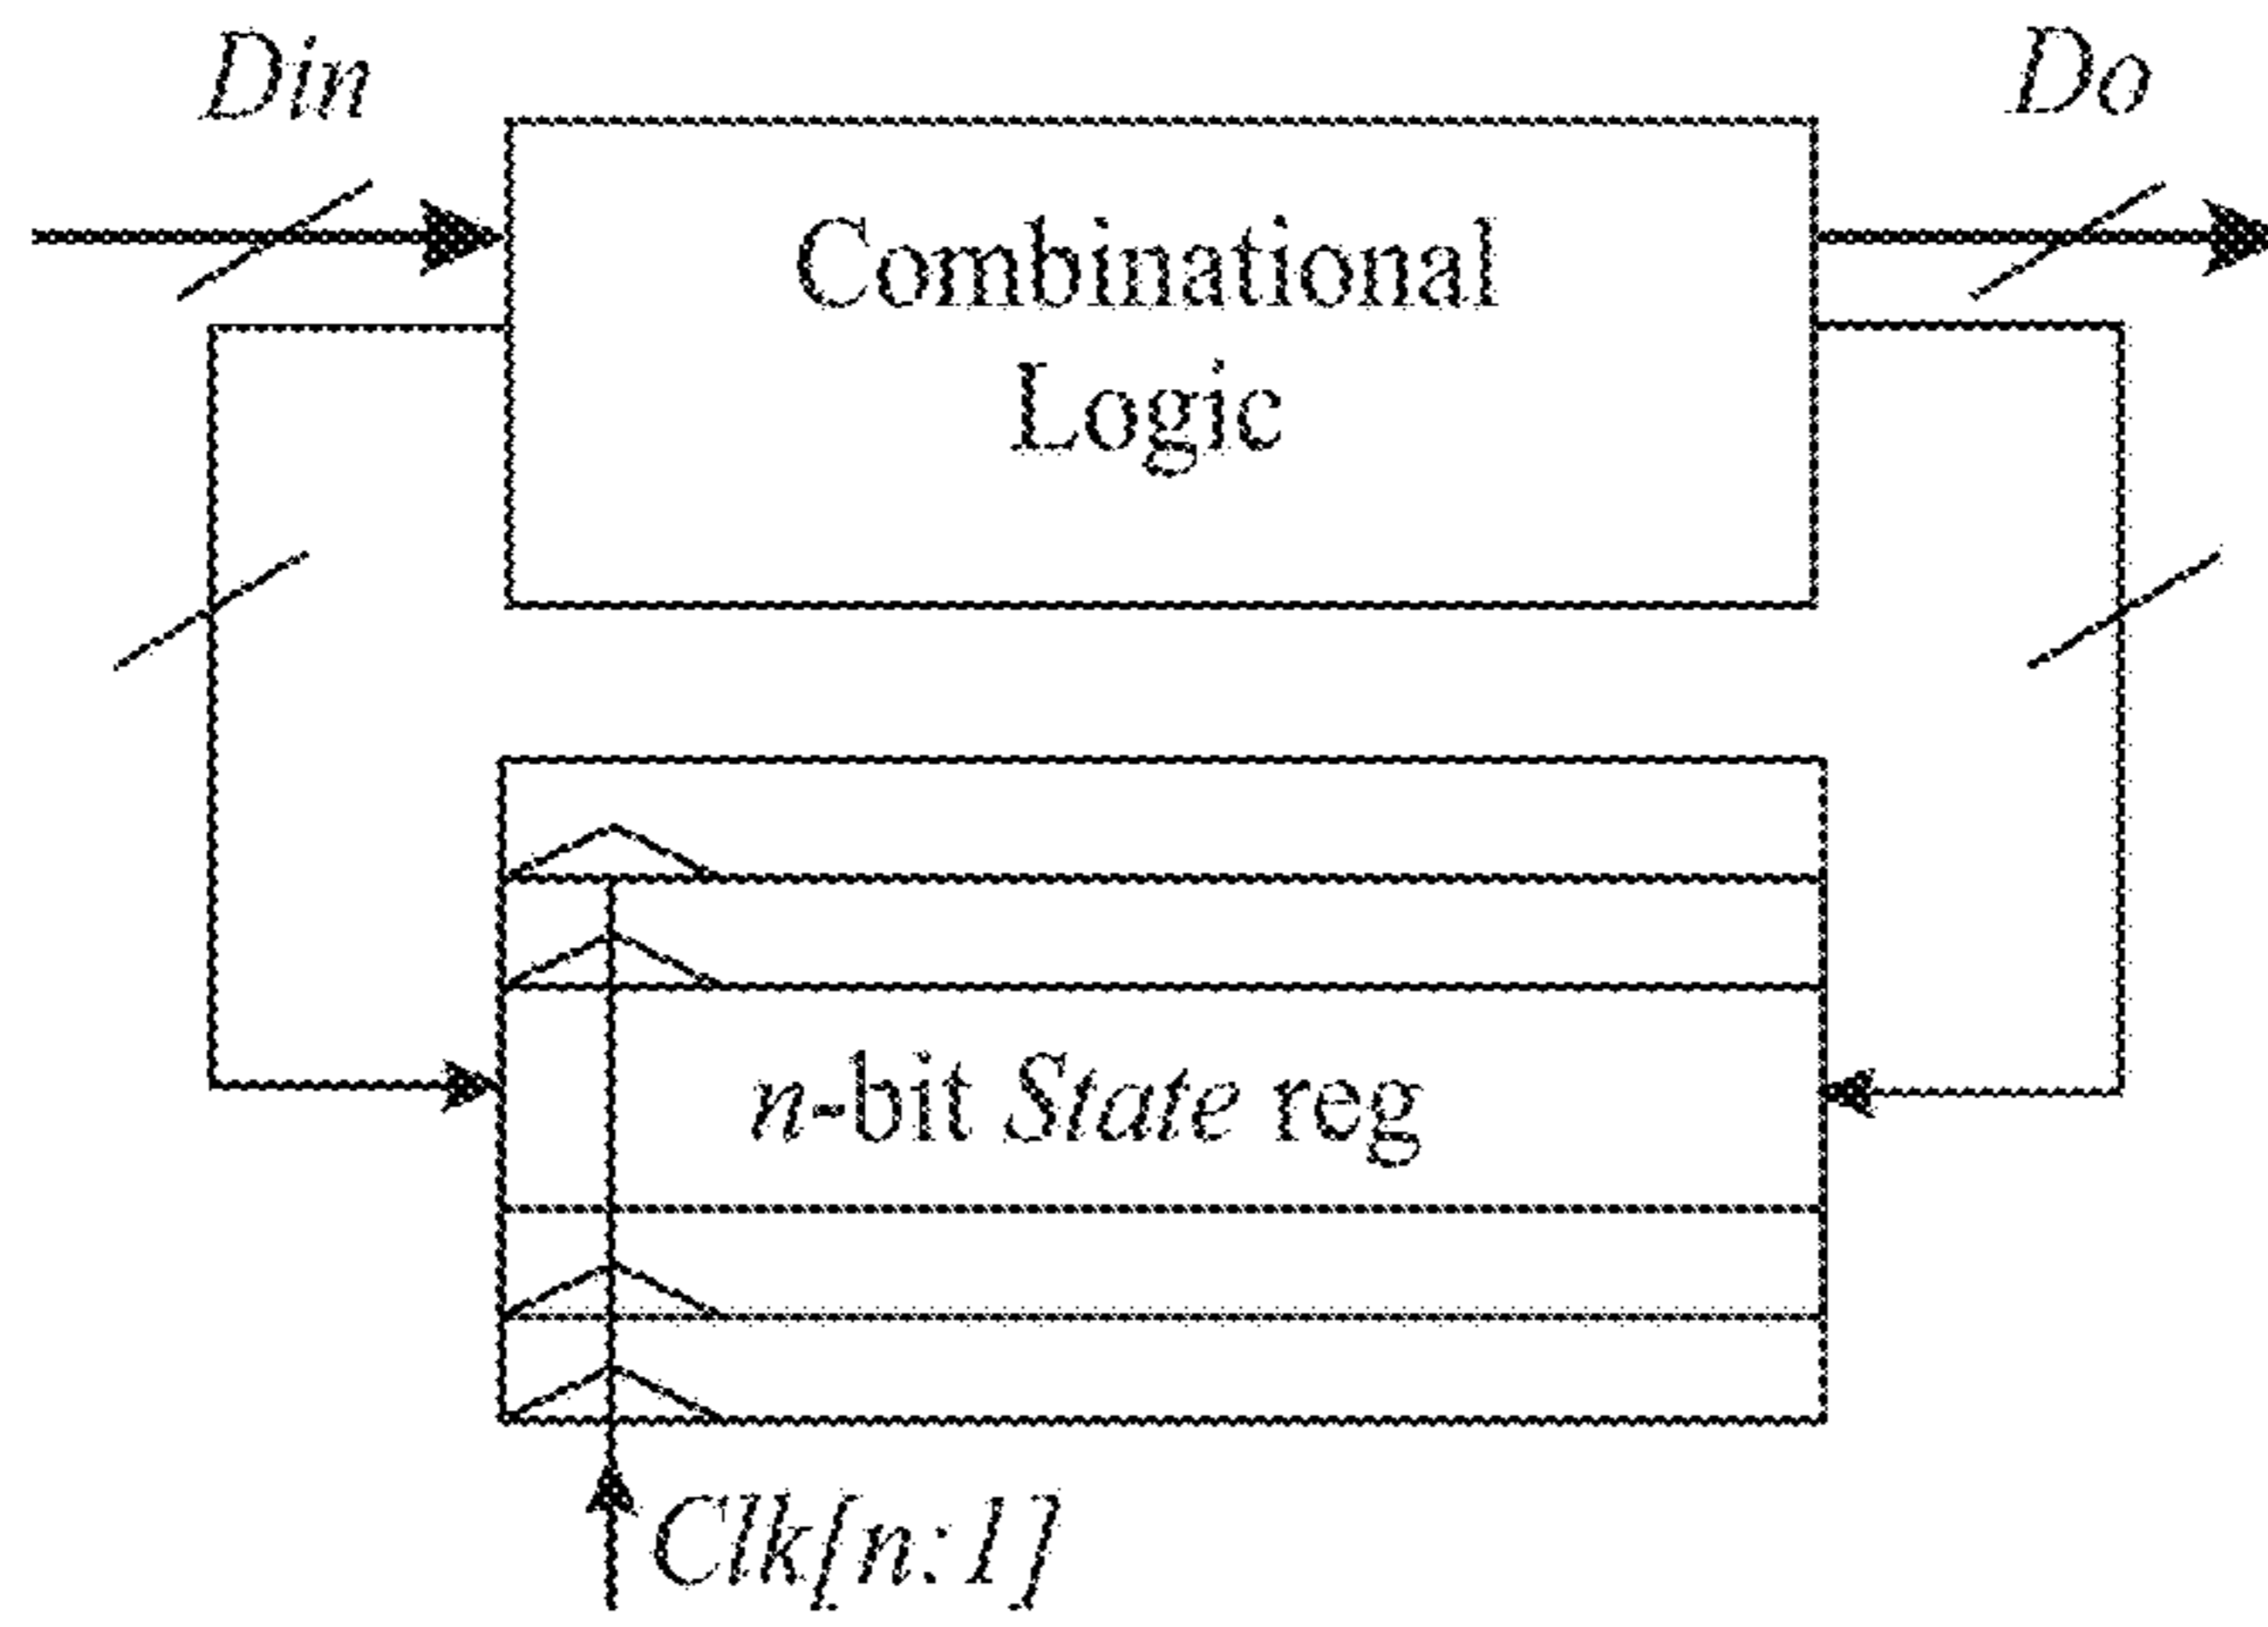 Din
Do
Combinational
Logic
n-bit State reg
Clk[n:1]